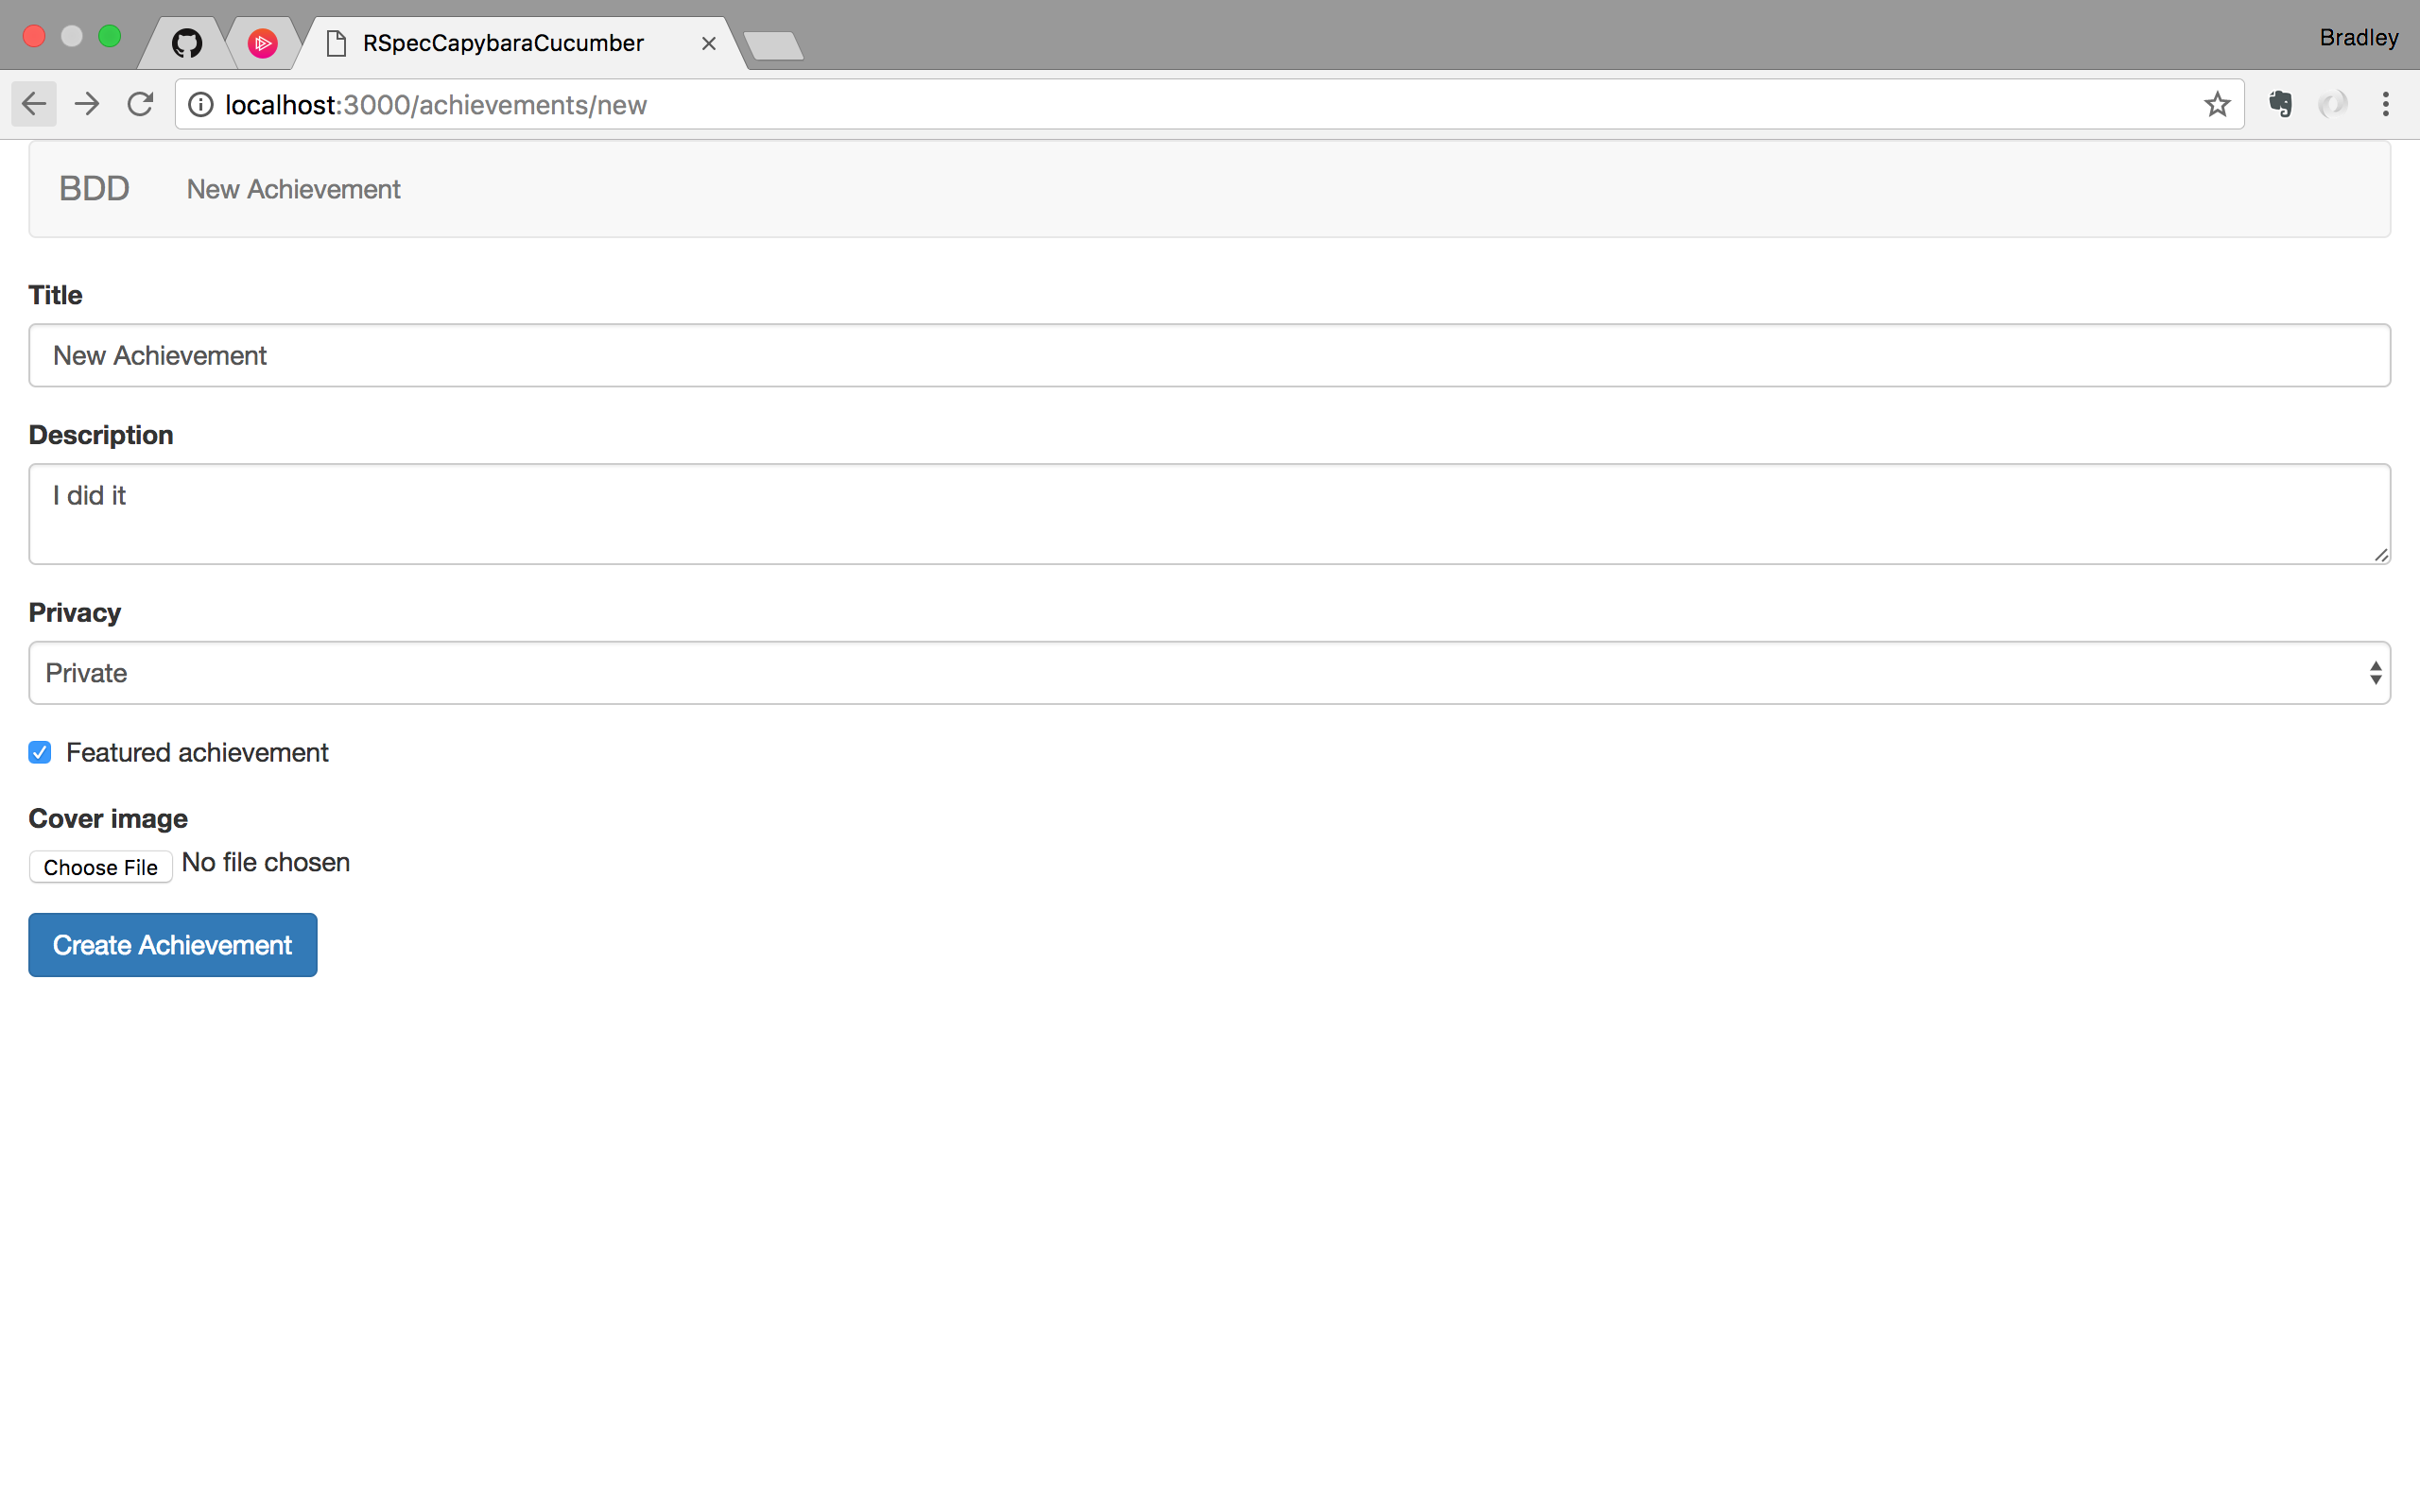 RSpecCapybaraCucumber
Bradley
localhost:3000/achievements/new
BDD New Achievement
Title
New Achievement
Description
I did it
Privacy
Private
Featured achievement
Cover image
Choose File No file chosen
Create Achievement